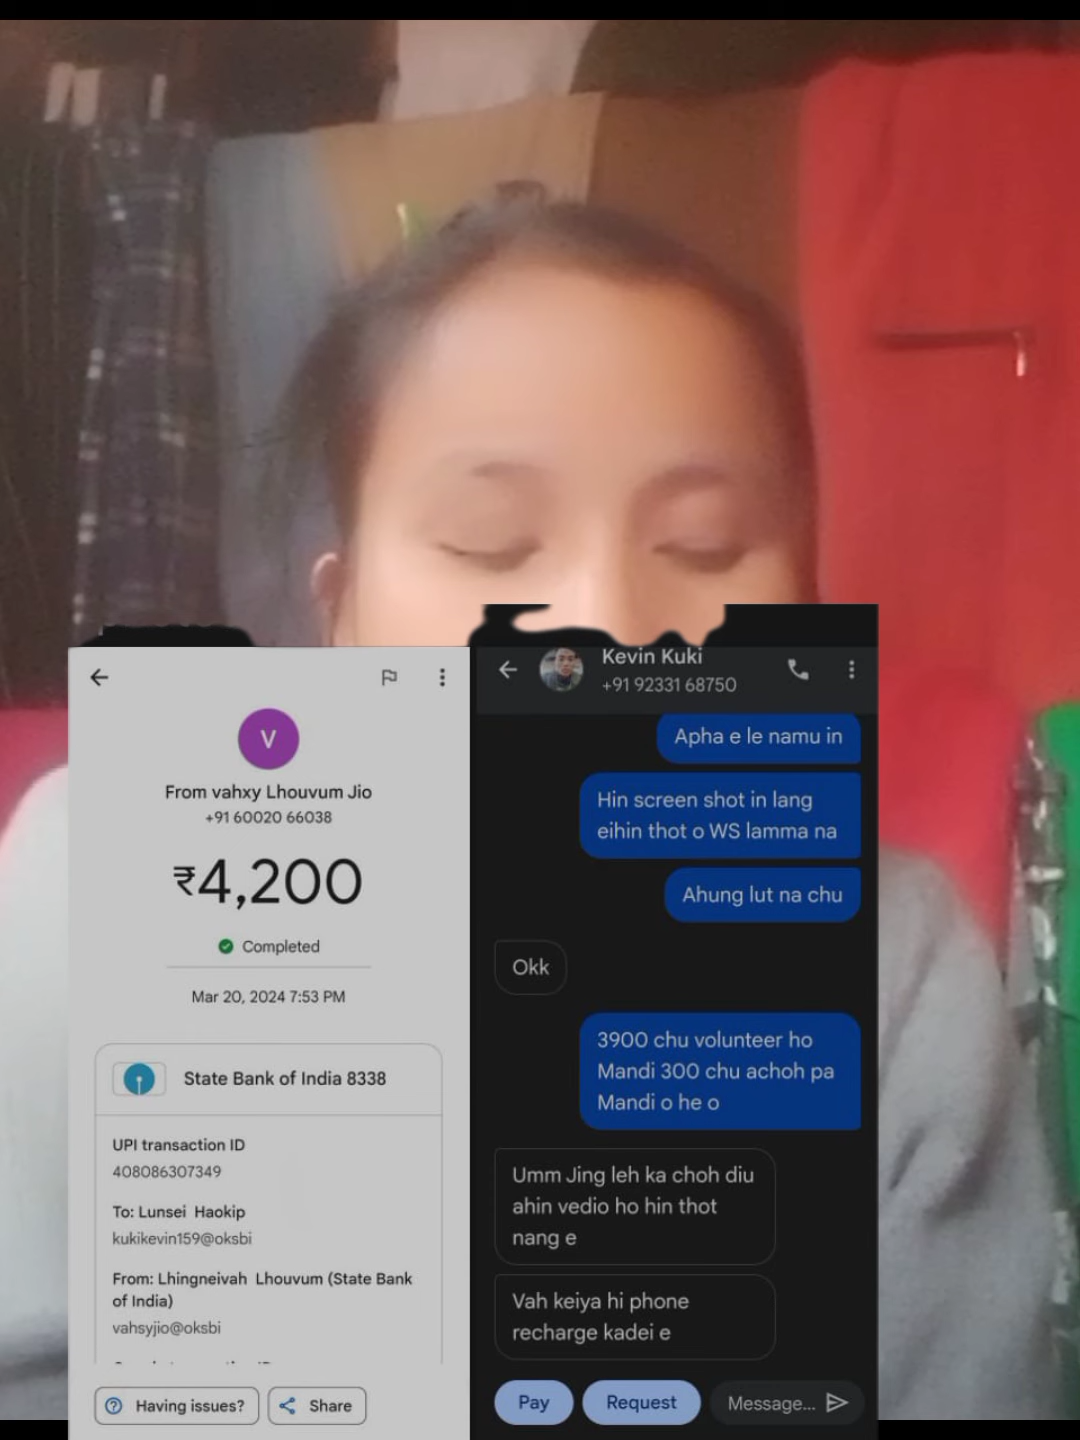 From vahxy Lhouvum Jio
+91 60020 66038
₹4,200
Completed
Mar 20, 2024 7:53 PM
State Bank of India 8338
UPI transaction ID
408086307349
To: Lunsei Haokip
kukikevin159@oksbi
From: Lhingneivah Lhouvum (State Bank
of India)
vahsyjio@oksbi
Having issues?
Share
Kevin Kuki
+91 92331 68750
Apha e le namu in
Hin screen shot in lang
eihin thot o WS lamma na
Ahung lut na chu
Okk
3900 chu volunteer ho
Mandi 300 chu achoh pa
Mandi o he o
Umm Jing leh ka choh diu
ahin vedio ho hin thot
nang e
Vah keiya hi phone
recharge kadei e
Pay
Request
Message...